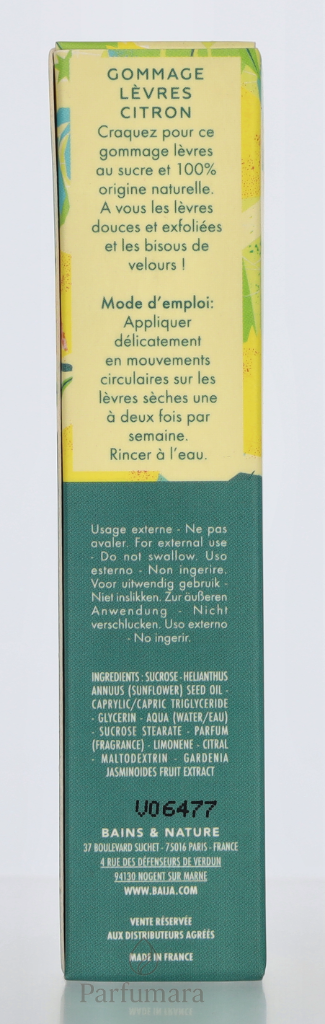 GOMMAGE
LÈVRES
CITRON
Craquez pour ce
gommage lèvres
au sucre et 100%
origine naturelle.
A vous les lèvres
douces et exfoliées
et les bisous de
velours !
Mode d'emploi:
Appliquer
délicatement
en mouvements
circulaires sur les
lèvres sèches une
à deux fois par
semaine.
Rincer à l'eau.
Usage externe - Ne pas
avaler. For external use
- Do not swallow. Uso
esterno - Non ingerire.
Voor uitwendig gebruik -
Niet inslikken. Zur äußeren
Anwendung - Nicht
verschlucken. Uso externo
- No ingerir.
INGREDIENTS : SUCROSE - HELIANTHUS
ANNUUS (SUNFLOWER) SEED OIL -
CAPRYLIC/CAPRIC TRIGLYCERIDE
- GLYCERIN - AQUA (WATER/EAU)
- SUCROSE STEARATE - PARFUM
(FRAGRANCE) - LIMONENE - CITRAL
- MALTODEXTRIN - GARDENIA
JASMINOIDES FRUIT EXTRACT
V06477
BAINS & NATURE
37 BOULEVARD SUCHET - 75016 PARIS - FRANCE
4 RUE DES DÉFENSEURS DE VERDUN
94130 NOGENT SUR MARNE
WWW.BAIJA.COM
VENTE RÉSERVÉE
AUX DISTRIBUTEURS AGRÉÉS
MADE IN FRANCE
Parfumara